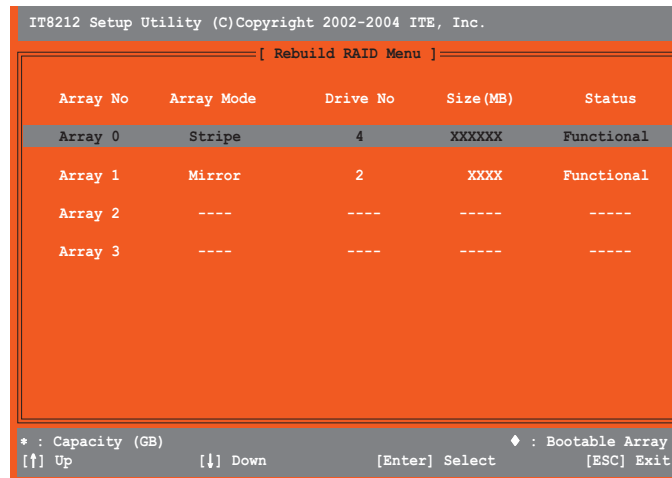 IT8212 Setup Utility (C)Copyright 2002-2004 ITE, Inc.
[ Rebuild RAID Menu ]
Array No Array Mode Drive No Size(MB) Status
Array 0 Stripe 4 XXXXXX Functional
Array 1 Mirror 2 XXXX Functional
Array 2 ---- ---- ----- -----
Array 3 ---- ---- ----- -----
* : Capacity (GB) ♦ : Bootable Array
[↑] Up [↓] Down [Enter] Select [ESC] Exit